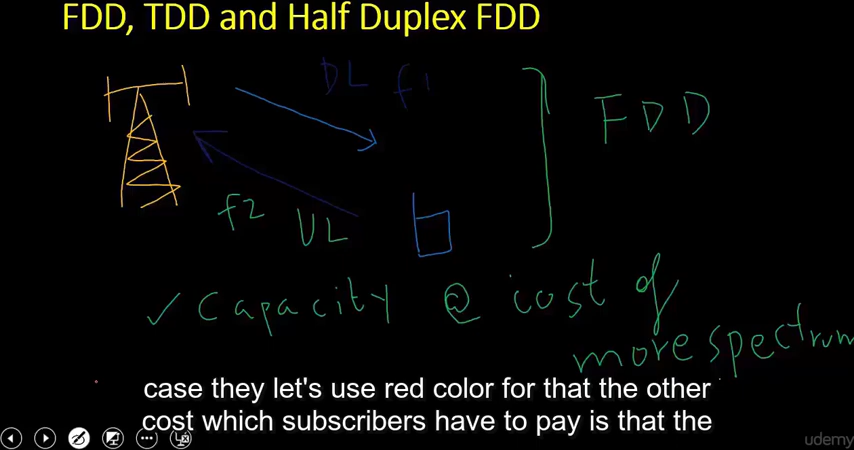 FDD, TDD and Half Duplex FDD
DL f1
FDD
f2 UL
✓ Capacity @ cost of
more spectrum
case they let's use red color for that the other
cost which subscribers have to pay is that the
udemy